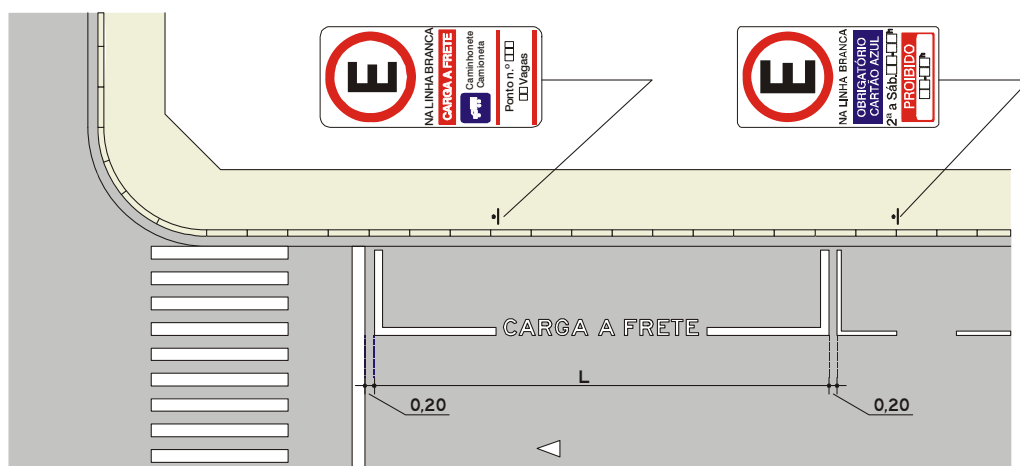 E
NA LINHA BRANCA
CARGA A FRETE
Caminhonete
Camioneta
Ponto n.º □□□
□□ Vagas
E
NA LINHA BRANCA
OBRIGATÓRIO
CARTÃO AZUL
2ª a Sáb. □□-□□h
PROIBIDO
□□-□□h
CARGA A FRETE
L
0,20
0,20